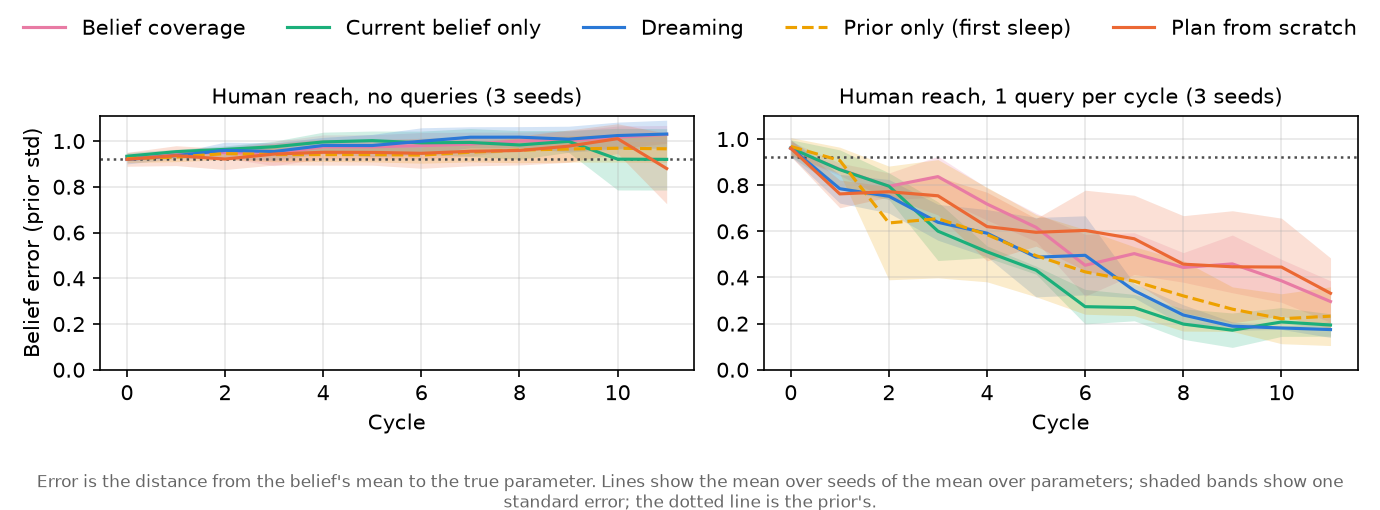 Belief coverage
Current belief only
Dreaming
Prior only (first sleep)
Plan from scratch
Human reach, no queries (3 seeds)
Belief error (prior std)
1.0
0.8
0.6
0.4
0.2
0.0
0
2
4
6
8
10
Cycle
Human reach, 1 query per cycle (3 seeds)
1.0
0.8
0.6
0.4
0.2
0.0
0
2
4
6
8
10
Cycle
Error is the distance from the belief's mean to the true parameter. Lines show the mean over seeds of the mean over parameters; shaded bands show one
standard error; the dotted line is the prior's.